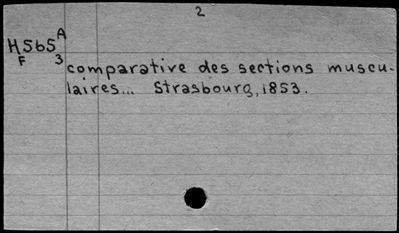 2
H565A
F 3
comparative des sections muscu-
laires... Strasbourg, 1853.